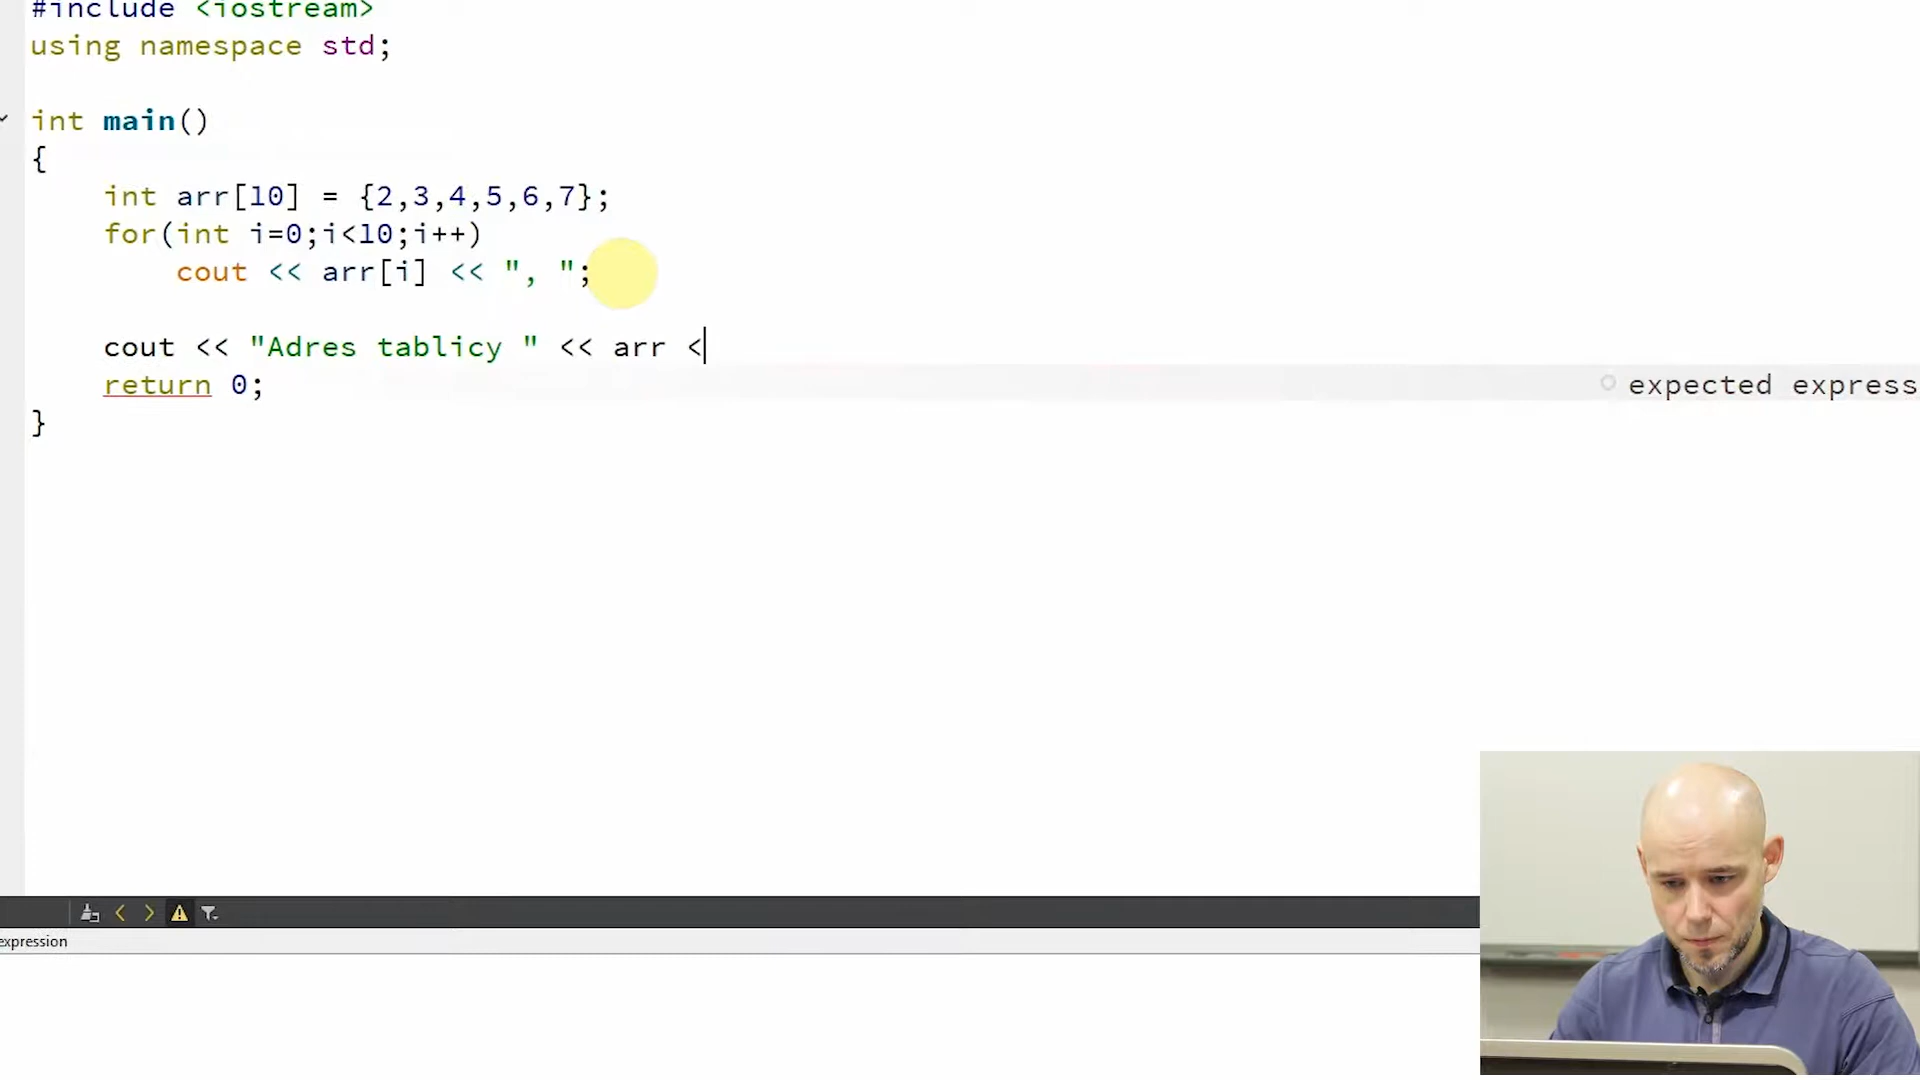 #include <iostream>
using namespace std;
int main()
{
int arr[10] = {2,3,4,5,6,7};
for(int i=0;i<10;i++)
cout << arr[i] << ", ";
cout << "Adres tablicy " << arr <
return 0;
expected express
}
expression